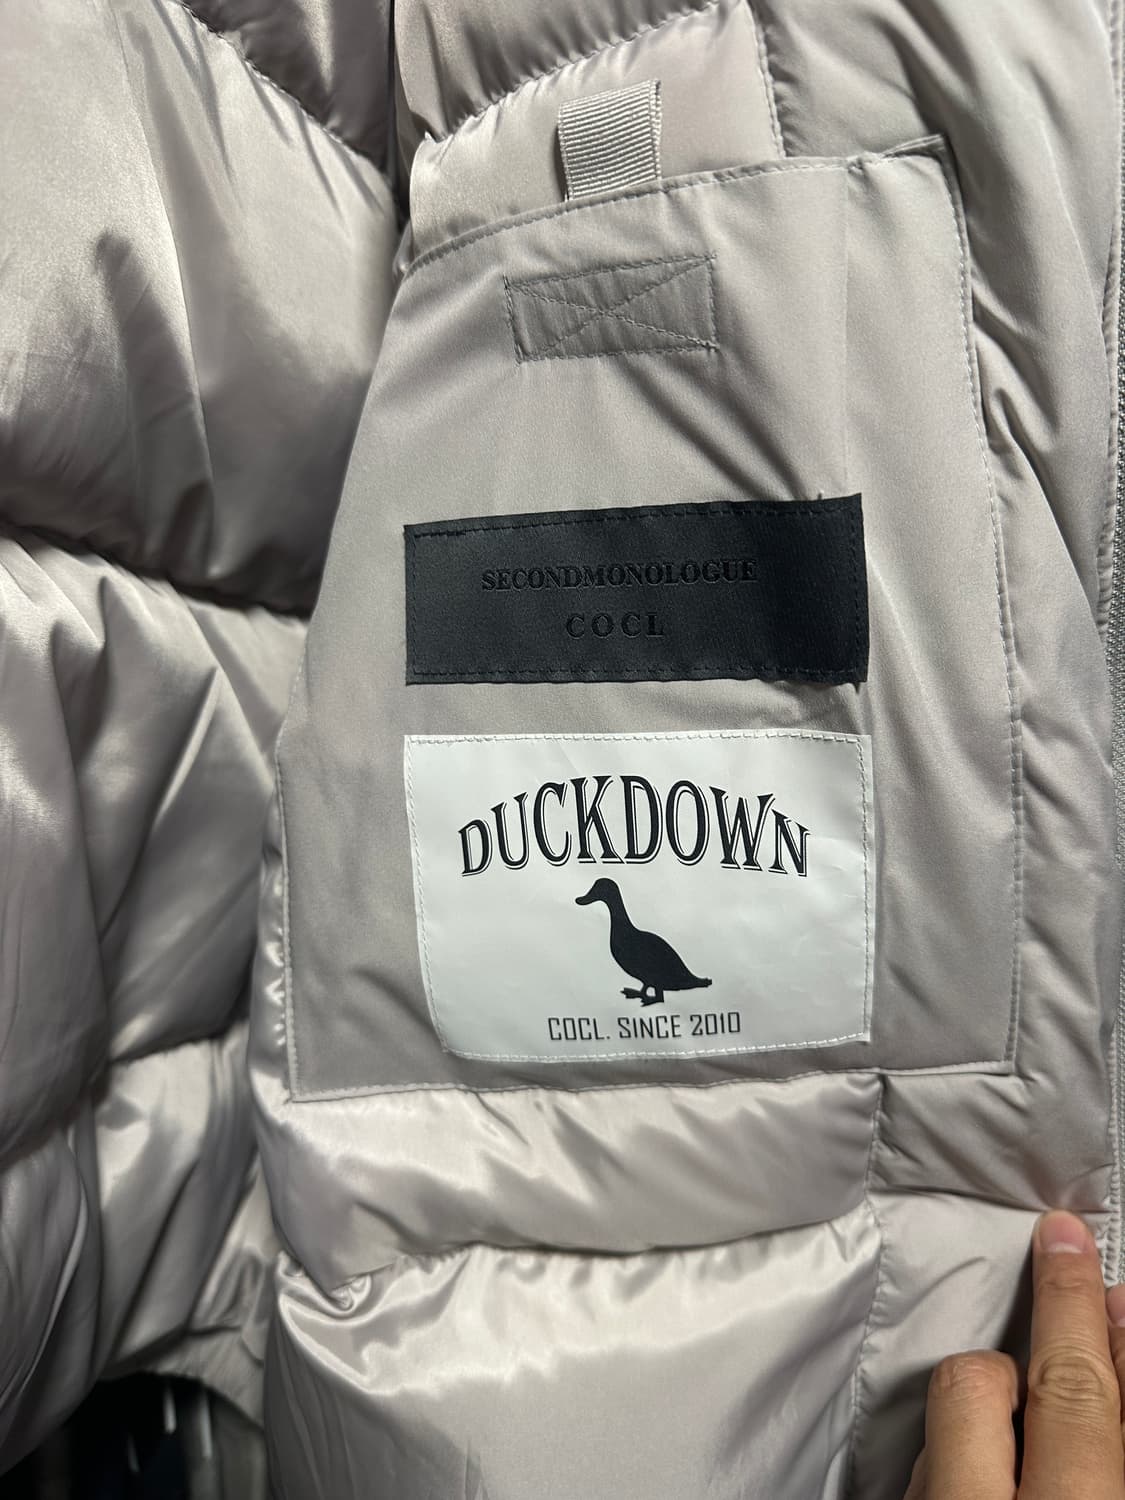 SECONDMONOLOGUE
COCL
DUCKDOWN
COCL. SINCE 2010